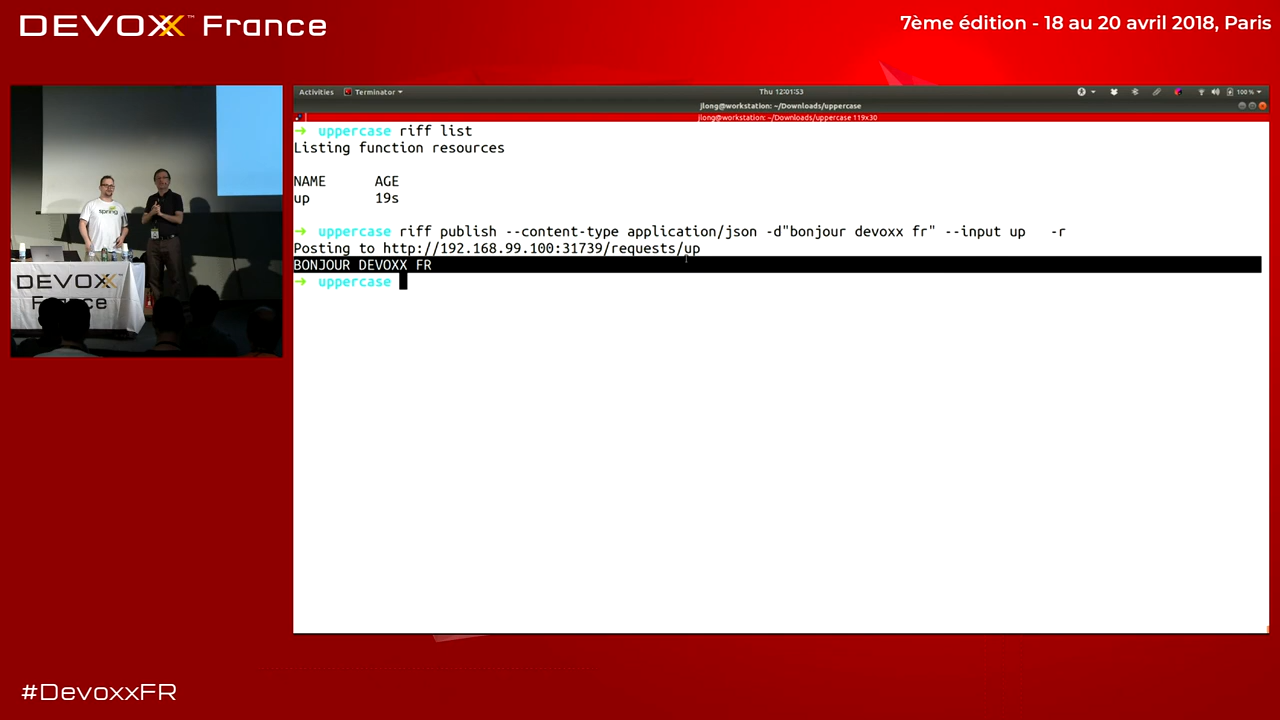 DEVOXX™ France
7ème édition - 18 au 20 avril 2018, Paris
Activities Terminator Thu 12:01:53 100 %
jlong@workstation: ~/Downloads/uppercase
jlong@workstation: ~/Downloads/uppercase 119x30
➜ uppercase riff list
Listing function resources
NAME AGE
up 19s
➜ uppercase riff publish --content-type application/json -d"bonjour devoxx fr" --input up -r
Posting to http://192.168.99.100:31739/requests/up
BONJOUR DEVOXX FR
➜ uppercase
spring
DEVOXX
France
#DevoxxFR